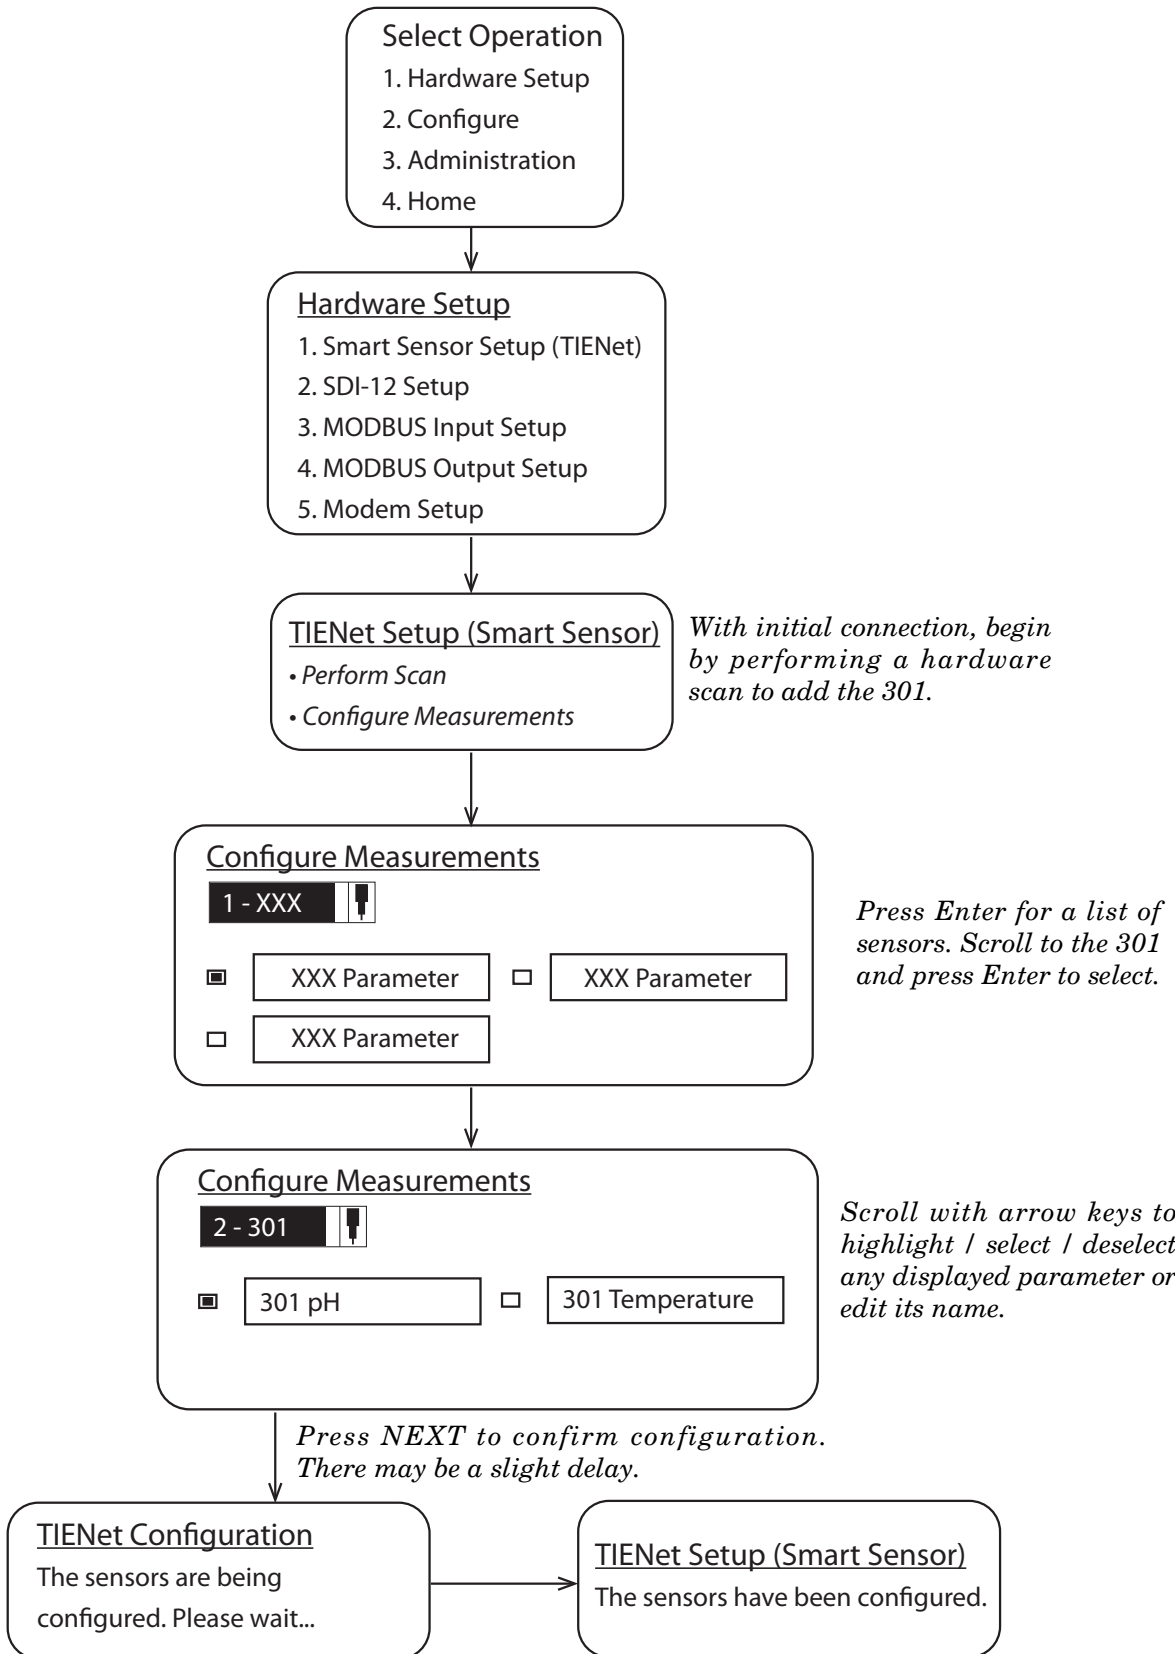 Select Operation
1. Hardware Setup
2. Configure
3. Administration
4. Home
Hardware Setup
1. Smart Sensor Setup (TIENet)
2. SDI-12 Setup
3. MODBUS Input Setup
4. MODBUS Output Setup
5. Modem Setup
TIENet Setup (Smart Sensor)
• Perform Scan
• Configure Measurements
With initial connection, begin
by performing a hardware
scan to add the 301.
Configure Measurements
1 - XXX
XXX Parameter
XXX Parameter
XXX Parameter
Press Enter for a list of
sensors. Scroll to the 301
and press Enter to select.
Configure Measurements
2 - 301
301 pH
301 Temperature
Scroll with arrow keys to
highlight / select / deselect
any displayed parameter or
edit its name.
Press NEXT to confirm configuration.
There may be a slight delay.
TIENet Configuration
The sensors are being
configured. Please wait...
TIENet Setup (Smart Sensor)
The sensors have been configured.